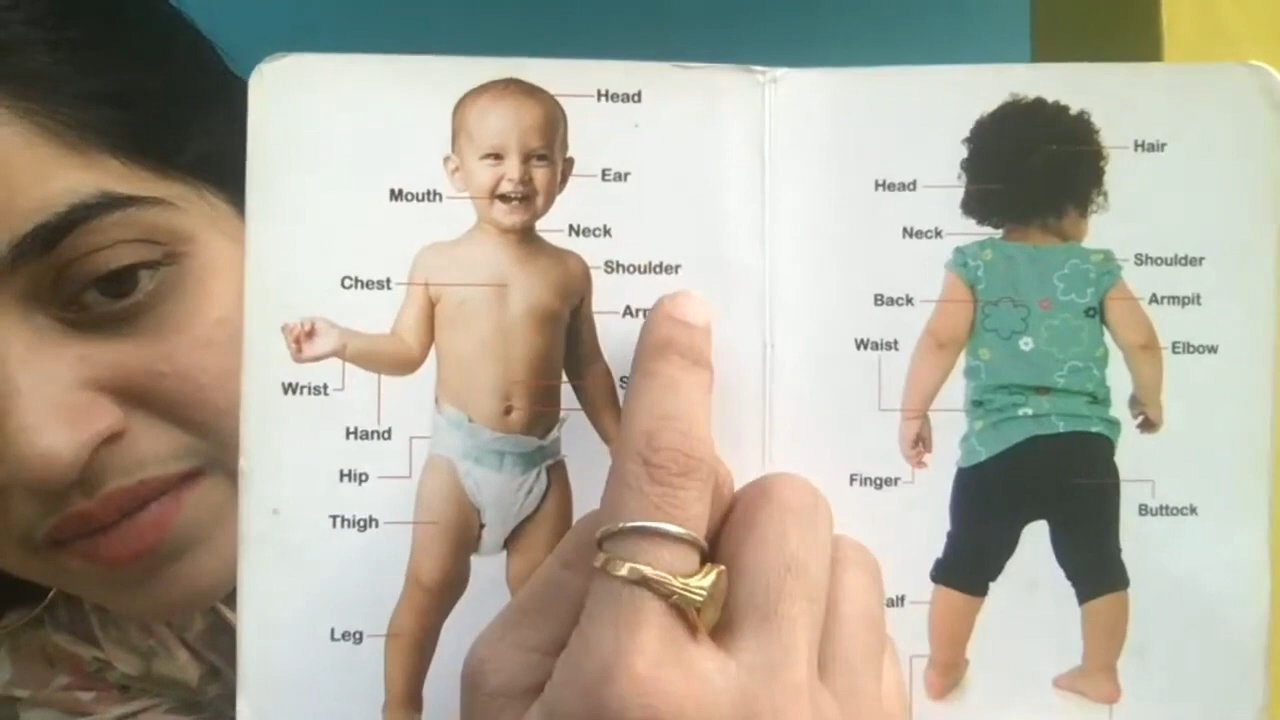 Head
Ear
Mouth
Neck
Shoulder
Chest
Wrist
Hand
Hip
Thigh
Leg
Hair
Head
Neck
Shoulder
Back
Armpit
Waist
Elbow
Finger
Buttock